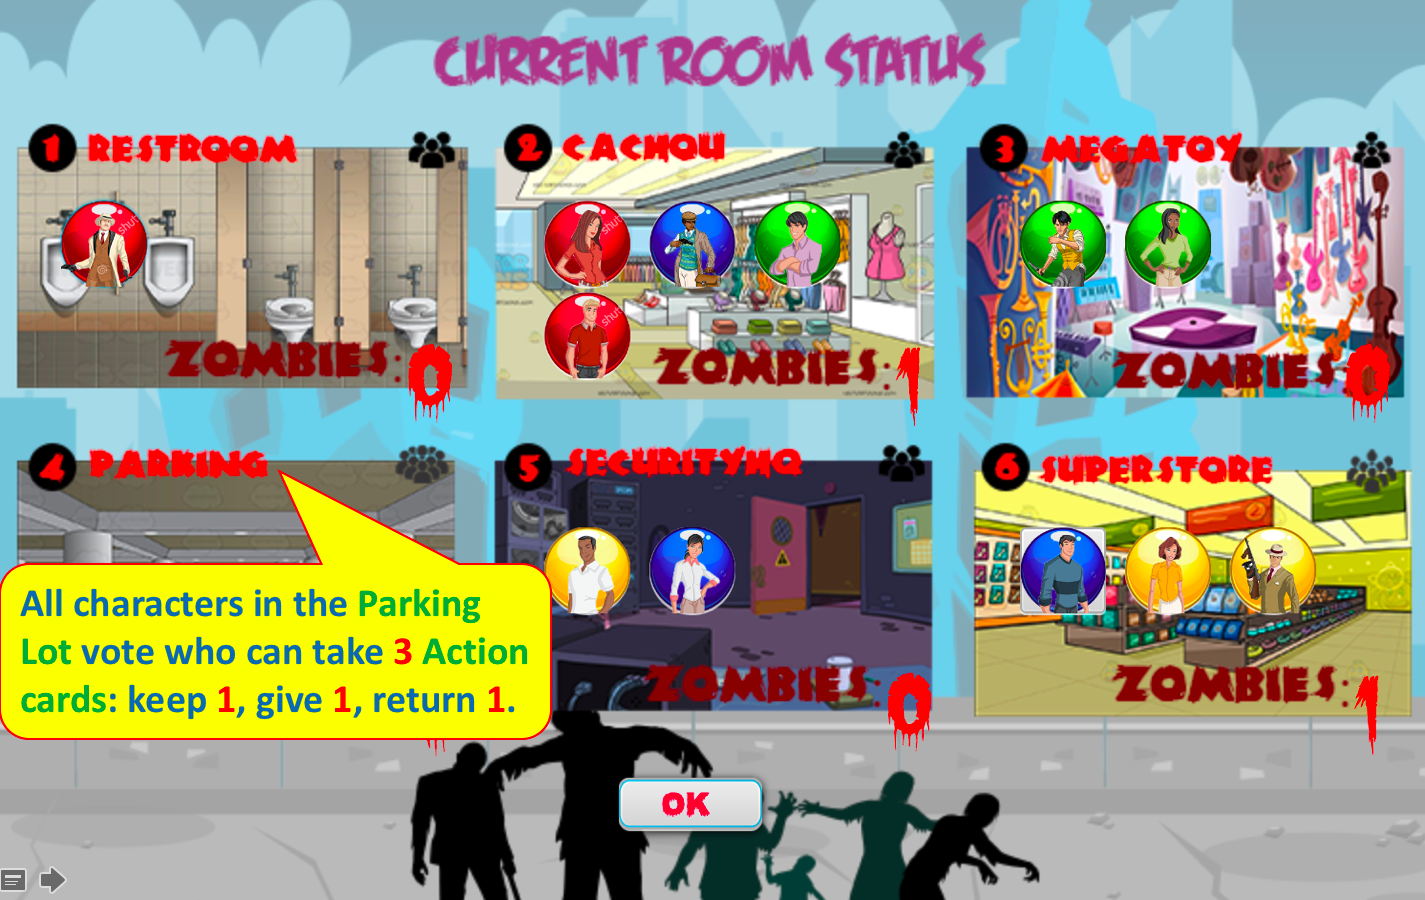 CURRENT ROOM STATUS
1 RESTROOM
2 CACHOU
3 MEGATOY
ZOMBIES: 0
ZOMBIES: 1
ZOMBIES: 0
4 PARKING
5 SECURITYHQ
6 SUPERSTORE
All characters in the Parking
Lot vote who can take 3 Action
cards: keep 1, give 1, return 1.
ZOMBIES: 0
ZOMBIES: 1
OK